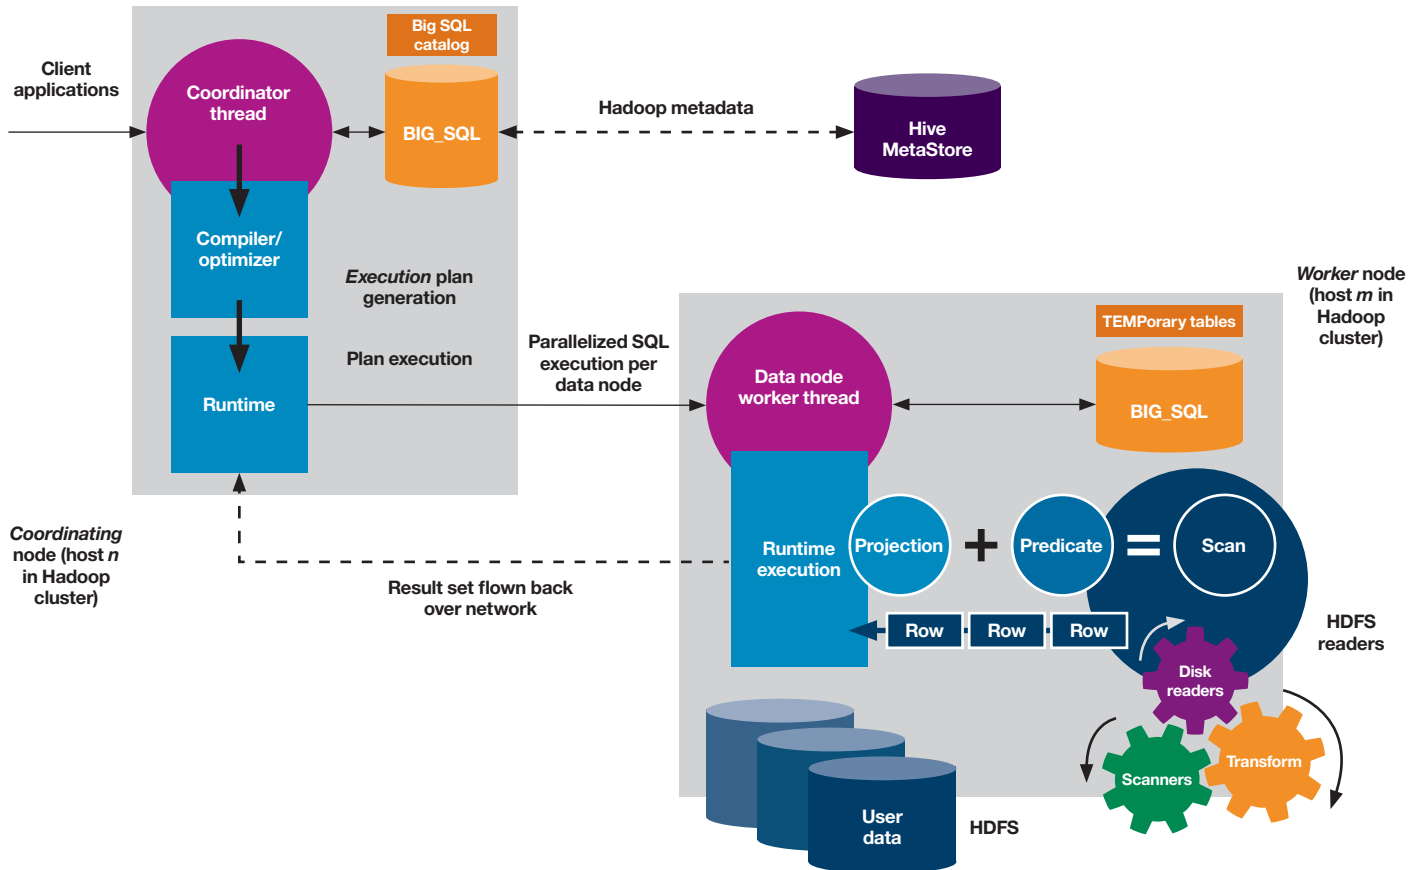 Client
applications
Coordinator
thread
Big SQL
catalog
BIG_SQL
Hadoop metadata
Hive
MetaStore
Compiler/
optimizer
Execution plan
generation
Plan execution
Runtime
Parallelized SQL
execution per
data node
Worker node
(host m in
Hadoop
cluster)
TEMPorary tables
Data node
worker thread
BIG_SQL
Coordinating
node (host n
in Hadoop
cluster)
Result set flown back
over network
Runtime
execution
Projection
+
Predicate
=
Scan
Row
Row
Row
HDFS
readers
Disk
readers
Scanners
Transform
User
data
HDFS